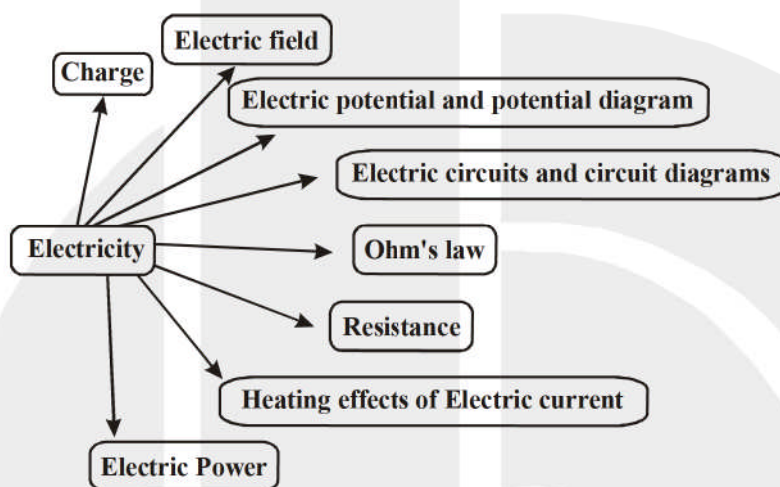 Electric field
Charge
Electric potential and potential diagram
Electric circuits and circuit diagrams
Electricity
Ohm's law
Resistance
Heating effects of Electric current
Electric Power